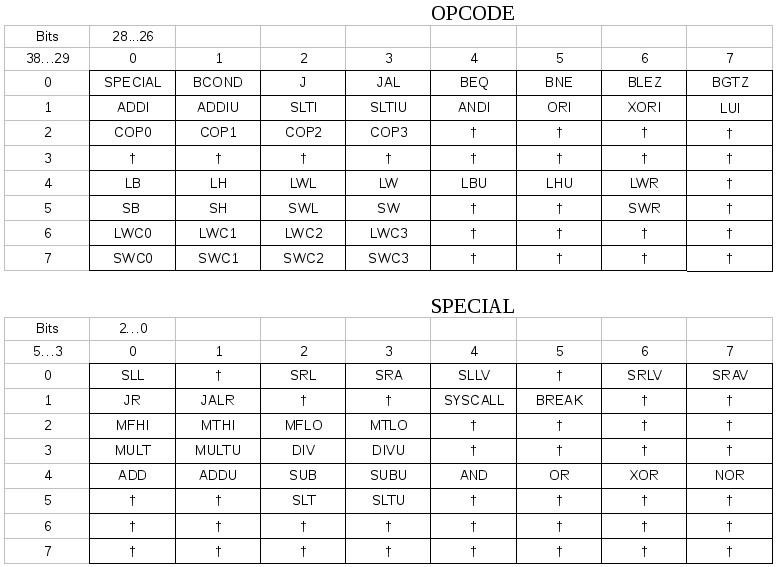 OPCODE
Bits 28...26
38...29 0 1 2 3 4 5 6 7
0 SPECIAL BCOND J JAL BEQ BNE BLEZ BGTZ
1 ADDI ADDIU SLTI SLTIU ANDI ORI XORI LUI
2 COP0 COP1 COP2 COP3 † † † †
3 † † † † † † † †
4 LB LH LWL LW LBU LHU LWR †
5 SB SH SWL SW † † SWR †
6 LWC0 LWC1 LWC2 LWC3 † † † †
7 SWC0 SWC1 SWC2 SWC3 † † † †
SPECIAL
Bits 2...0
5...3 0 1 2 3 4 5 6 7
0 SLL † SRL SRA SLLV † SRLV SRAV
1 JR JALR † † SYSCALL BREAK † †
2 MFHI MTHI MFLO MTLO † † † †
3 MULT MULTU DIV DIVU † † † †
4 ADD ADDU SUB SUBU AND OR XOR NOR
5 † † SLT SLTU † † † †
6 † † † † † † † †
7 † † † † † † † †